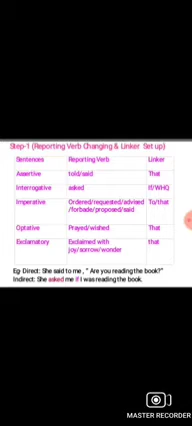 Step-1 (Reporting Verb Changing & Linker Set up)
Sentences Reporting Verb Linker
Assertive told/said That
Interrogative asked If/WHQ
Imperative Ordered/requested/advised To/that
/forbade/proposed/said
Optative Prayed/wished That
Exclamatory Exclaimed with that
joy/sorrow/wonder
Eg- Direct: She said to me , " Are you reading the book?"
Indirect: She asked me if I was reading the book.
MASTER RECORDER